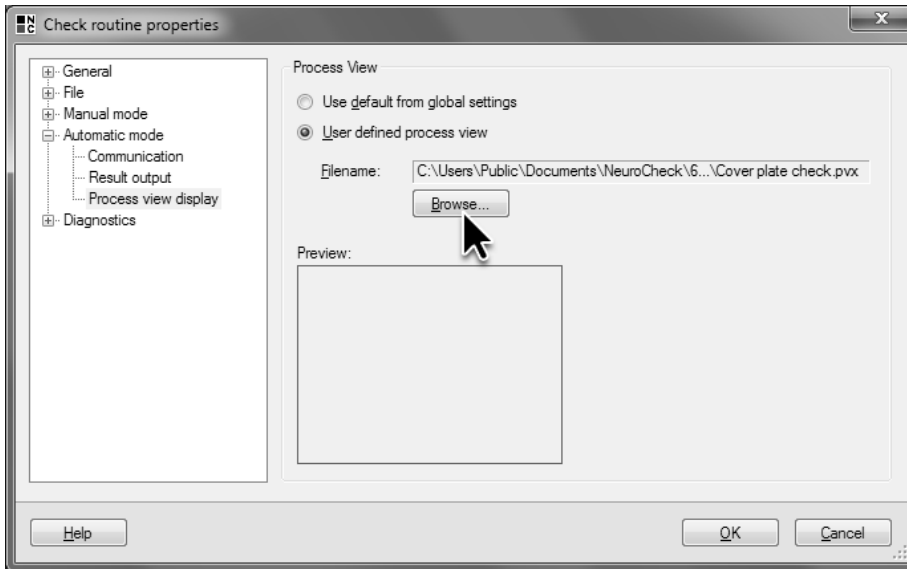 NC
Check routine properties
General
File
Manual mode
Automatic mode
Communication
Result output
Process view display
Diagnostics
Process View
Use default from global settings
User defined process view
Filename: C:\Users\Public\Documents\NeuroCheck\6...\Cover plate check.pvx
Browse...
Preview:
Help
OK
Cancel